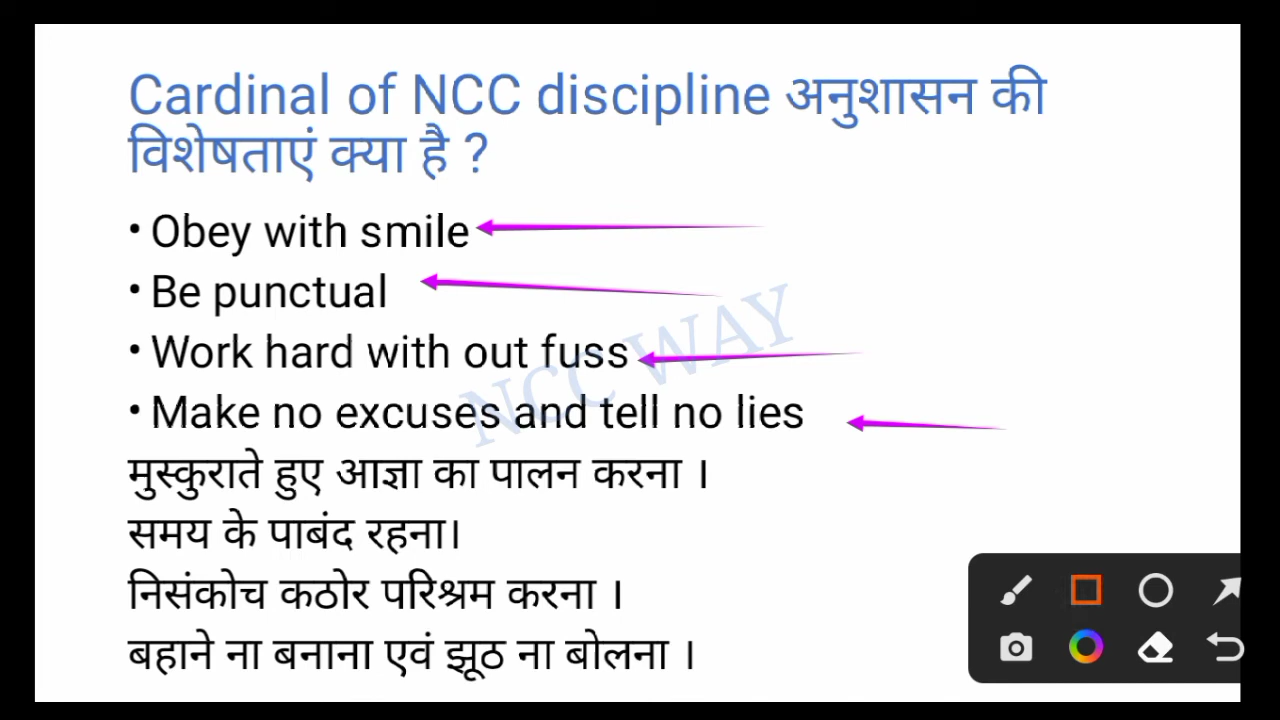 Cardinal of NCC discipline अनुशासन की
विशेषताएं क्या है ?
• Obey with smile
• Be punctual
• Work hard with out fuss
• Make no excuses and tell no lies
NCC WAY
मुस्कुराते हुए आज्ञा का पालन करना ।
समय के पाबंद रहना।
निसंकोच कठोर परिश्रम करना ।
बहाने ना बनाना एवं झूठ ना बोलना ।